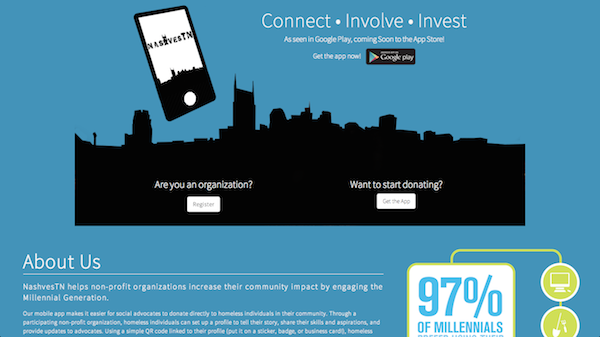 NASHVESTN
Connect • Involve • Invest
As seen in Google Play, coming Soon to the App Store!
Get the app now!
Google play
Are you an organization?
Want to start donating?
Register
Get the App
About Us
NashvesTN helps non-profit organizations increase their community impact by engaging the
Millennial Generation.
Our mobile app makes it easier for social advocates to donate directly to homeless individuals in their community. Through a
participating non-profit organization, homeless individuals can set up a profile to tell their story, share their skills and aspirations, and
provide updates to advocates. Using a simple QR code linked to their profile (put it on a sticker, badge, or business card), homeless
97%
OF MILLENNIALS
PREFER USING THEIR